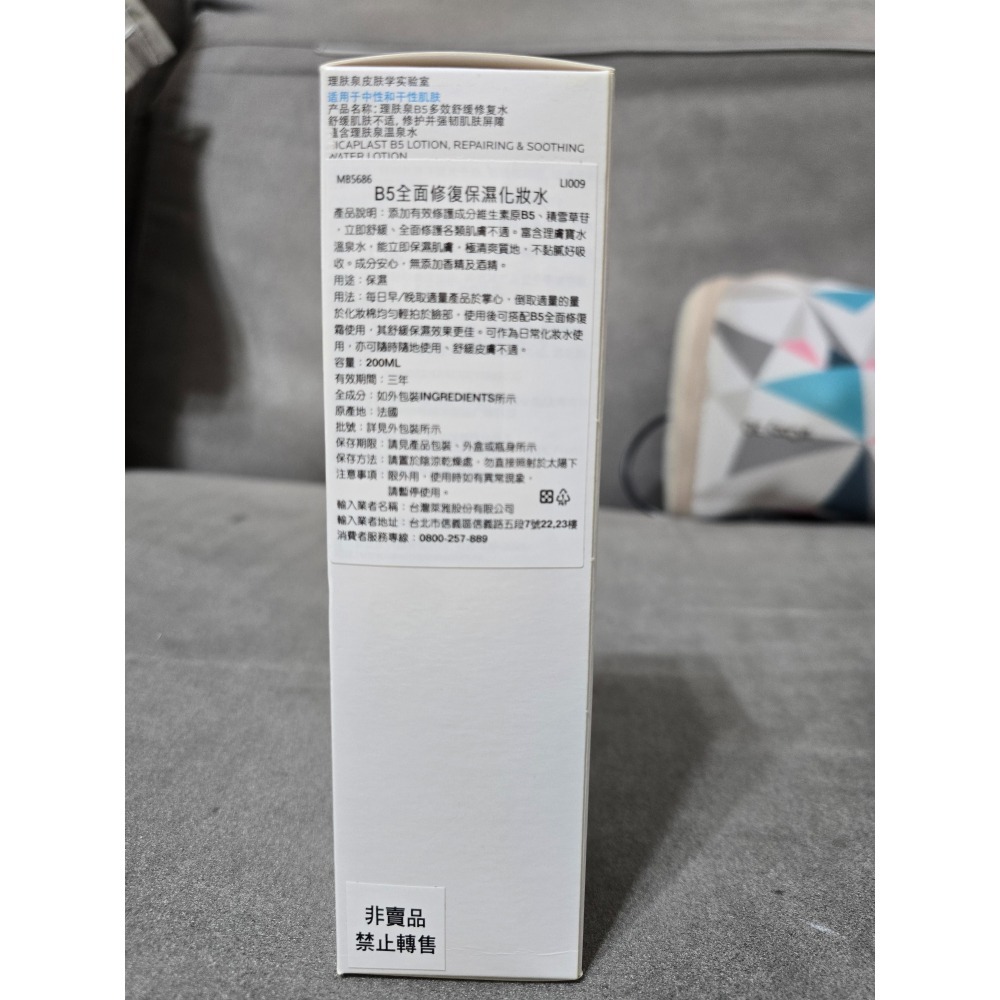 理肤泉皮肤学实验室
适用于中性和干性肌肤
产品名称: 理肤泉B5多效舒缓修复水
舒缓肌肤不适, 修护并强韧肌肤屏障
含理肤泉温泉水
ICAPLAST B5 LOTION, REPAIRING & SOOTHING
WATER LOTION
MB5686 LI009
B5全面修復保濕化妝水
產品說明：添加有效修護成分維生素原B5、積雪草苷
，立即舒緩、全面修護各類肌膚不適。富含理膚寶水
溫泉水，能立即保濕肌膚，極清爽質地，不黏膩好吸
收。成分安心，無添加香精及酒精。
用途：保濕
用法：每日早/晚取適量產品於掌心，倒取適量的量
於化妝棉均勻輕拍於臉部，使用後可搭配B5全面修復
霜使用，其舒緩保濕效果更佳。可作為日常化妝水使
用，亦可隨時隨地使用、舒緩皮膚不適。
容量：200ML
有效期間：三年
全成分：如外包裝INGREDIENTS所示
原產地：法國
批號：詳見外包裝所示
保存期限：請見產品包裝、外盒或瓶身所示
保存方法：請置於陰涼乾燥處，勿直接照射於太陽下
注意事項：限外用，使用時如有異常現象，
請暫停使用。
輸入業者名稱：台灣萊雅股份有限公司
輸入業者地址：台北市信義區信義路五段7號22,23樓
消費者服務專線：0800-257-889
非賣品
禁止轉售